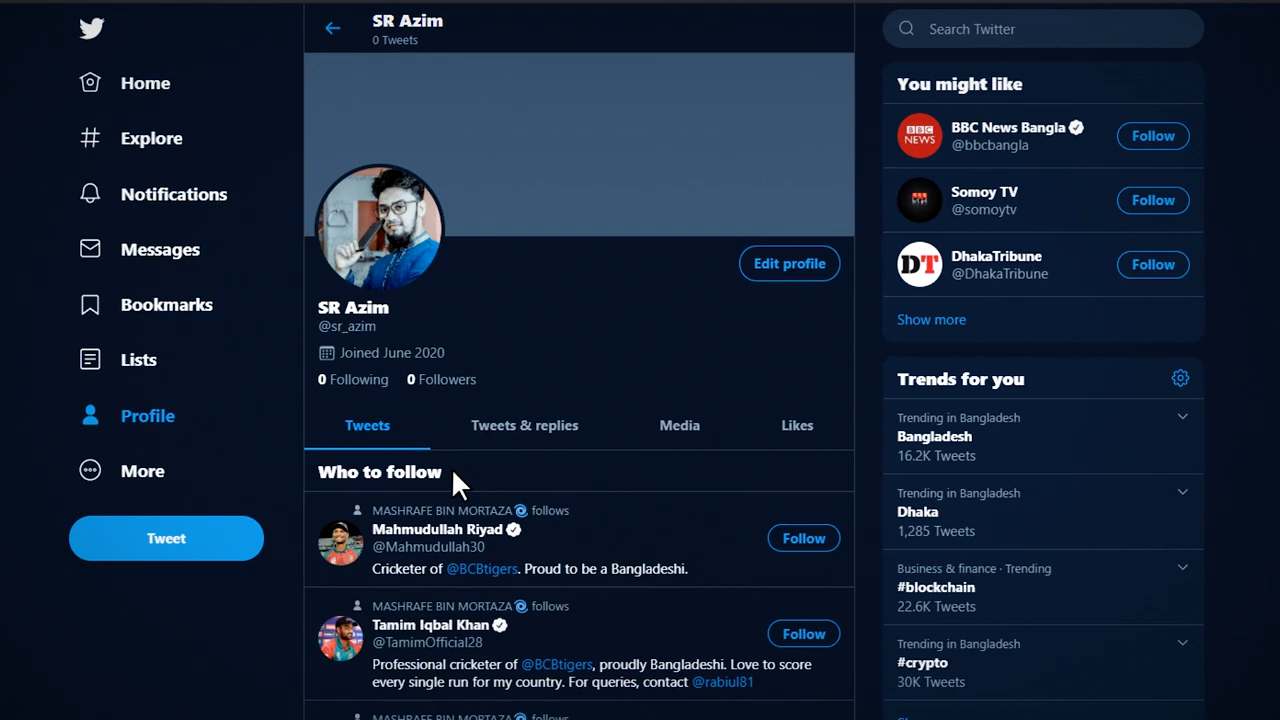 Home
Explore
Notifications
Messages
Bookmarks
Lists
Profile
More
Tweet
SR Azim
0 Tweets
Edit profile
SR Azim
@sr_azim
Joined June 2020
0 Following 0 Followers
Tweets Tweets & replies Media Likes
Who to follow
MASHRAFE BIN MORTAZA🧿 follows
Mahmudullah Riyad
@Mahmudullah30
Follow
Cricketer of @BCBtigers. Proud to be a Bangladeshi.
MASHRAFE BIN MORTAZA🧿 follows
Tamim Iqbal Khan
@TamimOfficial28
Follow
Professional cricketer of @BCBtigers, proudly Bangladeshi. Love to score
every single run for my country. For queries, contact @rabiul81
MASHRAFE BIN MORTAZA🧿 follows
Search Twitter
You might like
BBC NEWS
BBC News Bangla
@bbcbangla
Follow
Somoy TV
@somoytv
Follow
DT
DhakaTribune
@DhakaTribune
Follow
Show more
Trends for you
Trending in Bangladesh
Bangladesh
16.2K Tweets
Trending in Bangladesh
Dhaka
1,285 Tweets
Business & finance · Trending
#blockchain
22.6K Tweets
Trending in Bangladesh
#crypto
30K Tweets